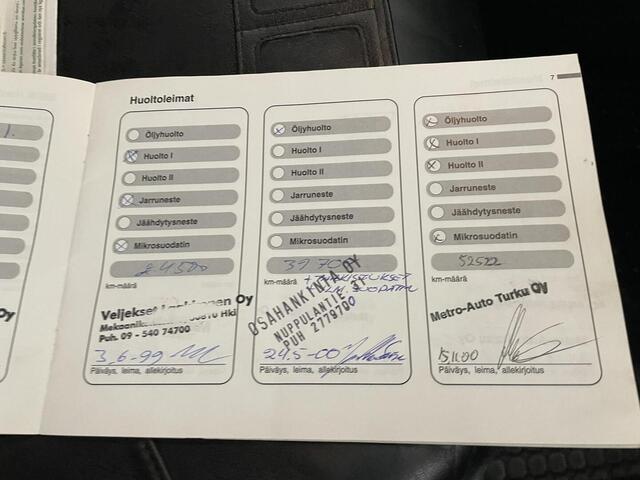 7
Huoltoleimat
Öljyhuolto
Huolto I
Huolto II
Jarruneste
Jäähdytysneste
Mikrosuodatin
24500
km-määrä
Veljekset Oy
Hki
Puh. 09 - 540 74700
3.6-99
Päiväys, leima, allekirjoitus
Öljyhuolto
Huolto I
Huolto II
Jarruneste
Jäähdytysneste
Mikrosuodatin
39700
km-määrä
OSAHANKINTA OY
NUPPULANTIE 37
PUH 2779700
29.5-00
Päiväys, leima, allekirjoitus
Öljyhuolto
Huolto I
Huolto II
Jarruneste
Jäähdytysneste
Mikrosuodatin
52522
km-määrä
Metro-Auto Turku Oy
15.11.00
Päiväys, leima, allekirjoitus